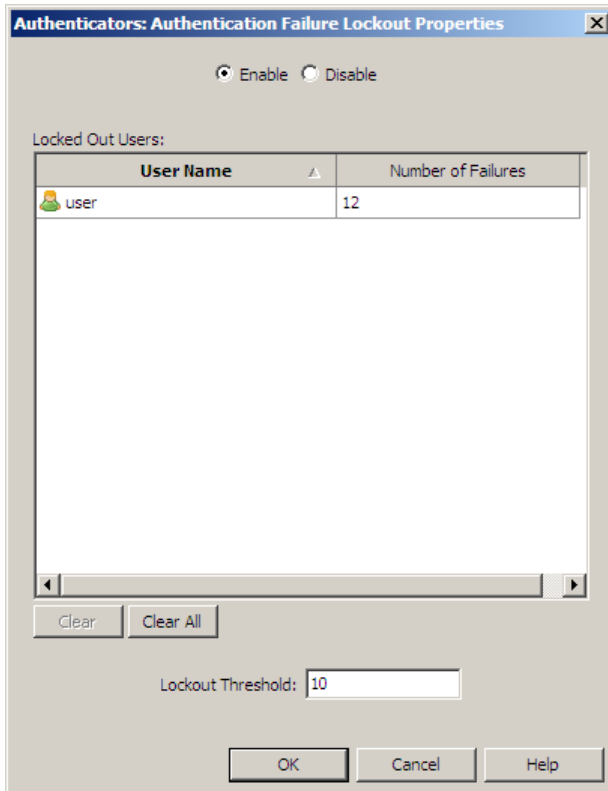 Authenticators: Authentication Failure Lockout Properties
Enable Disable
Locked Out Users:
User Name Number of Failures
user 12
Clear Clear All
Lockout Threshold: 10
OK Cancel Help